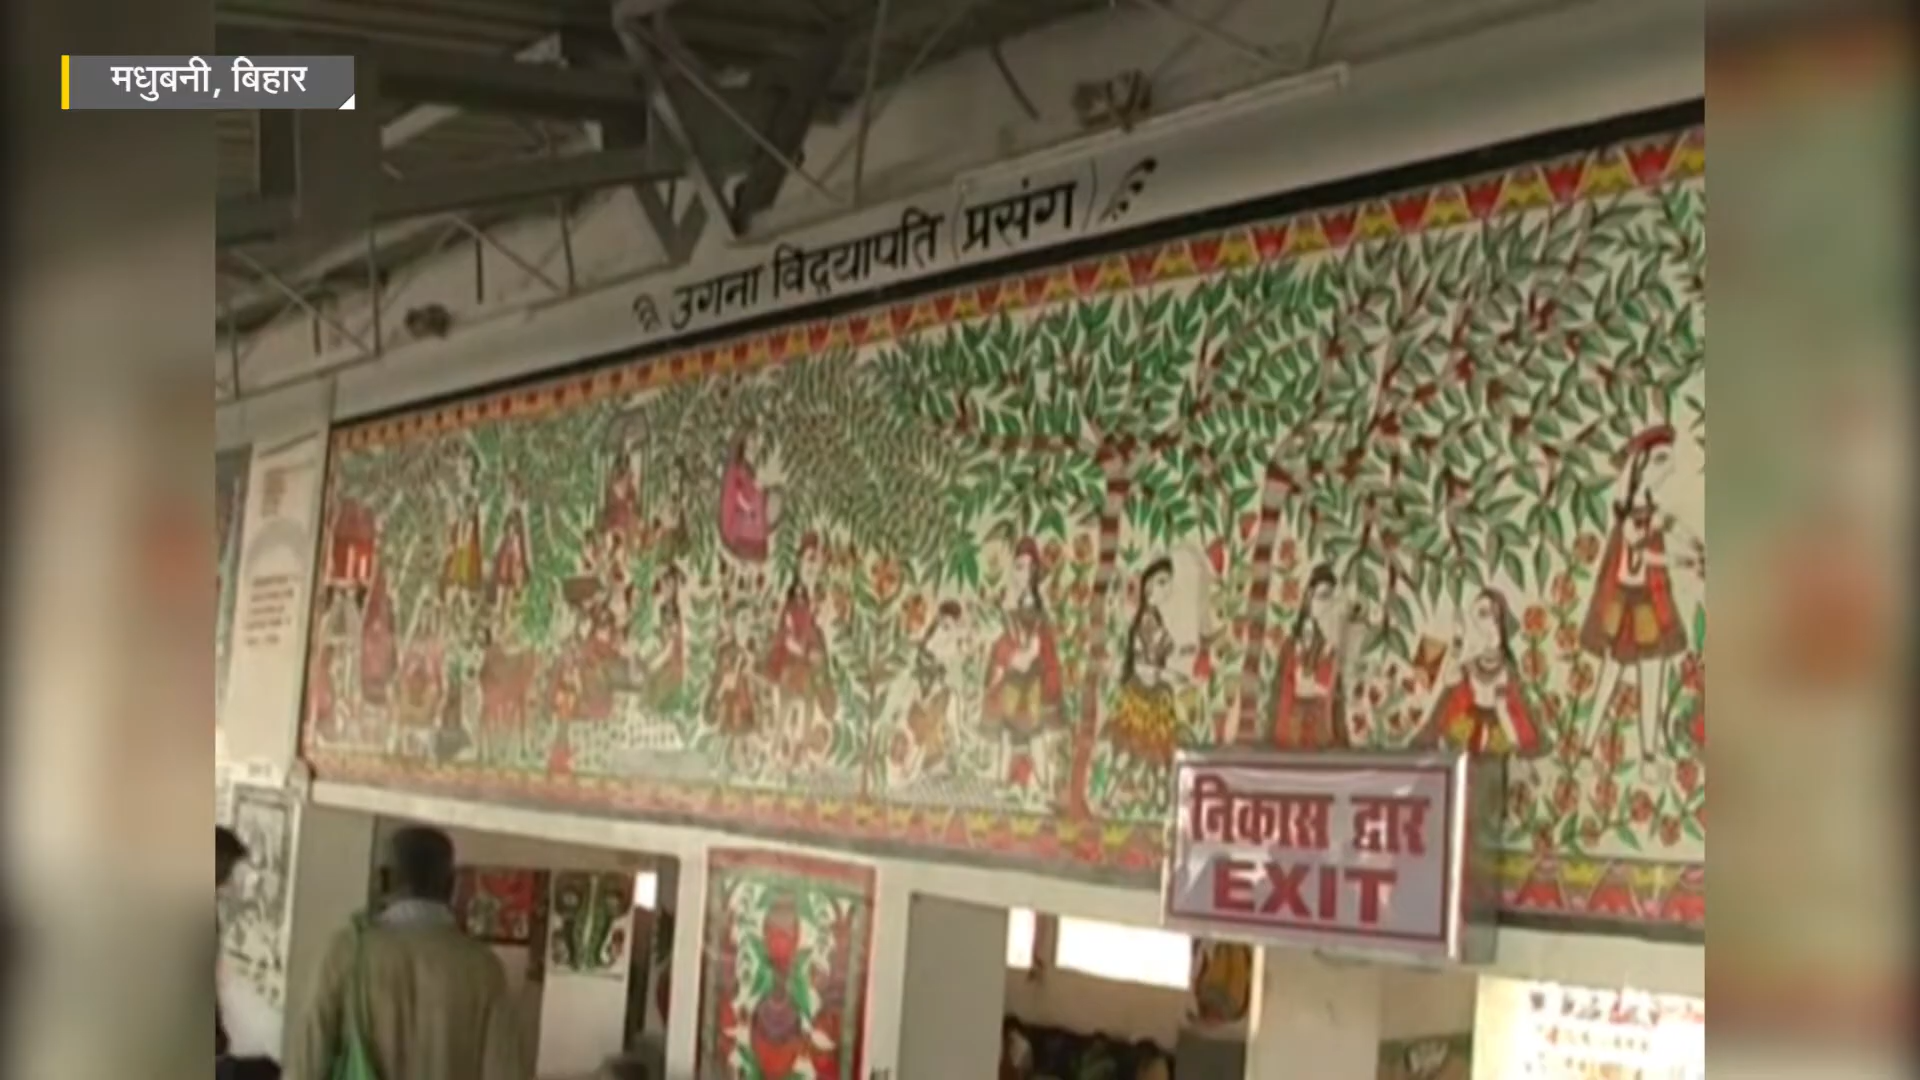 मधुबनी, बिहार
उगना विद्यापति (प्रसंग)
निकास द्वार
EXIT